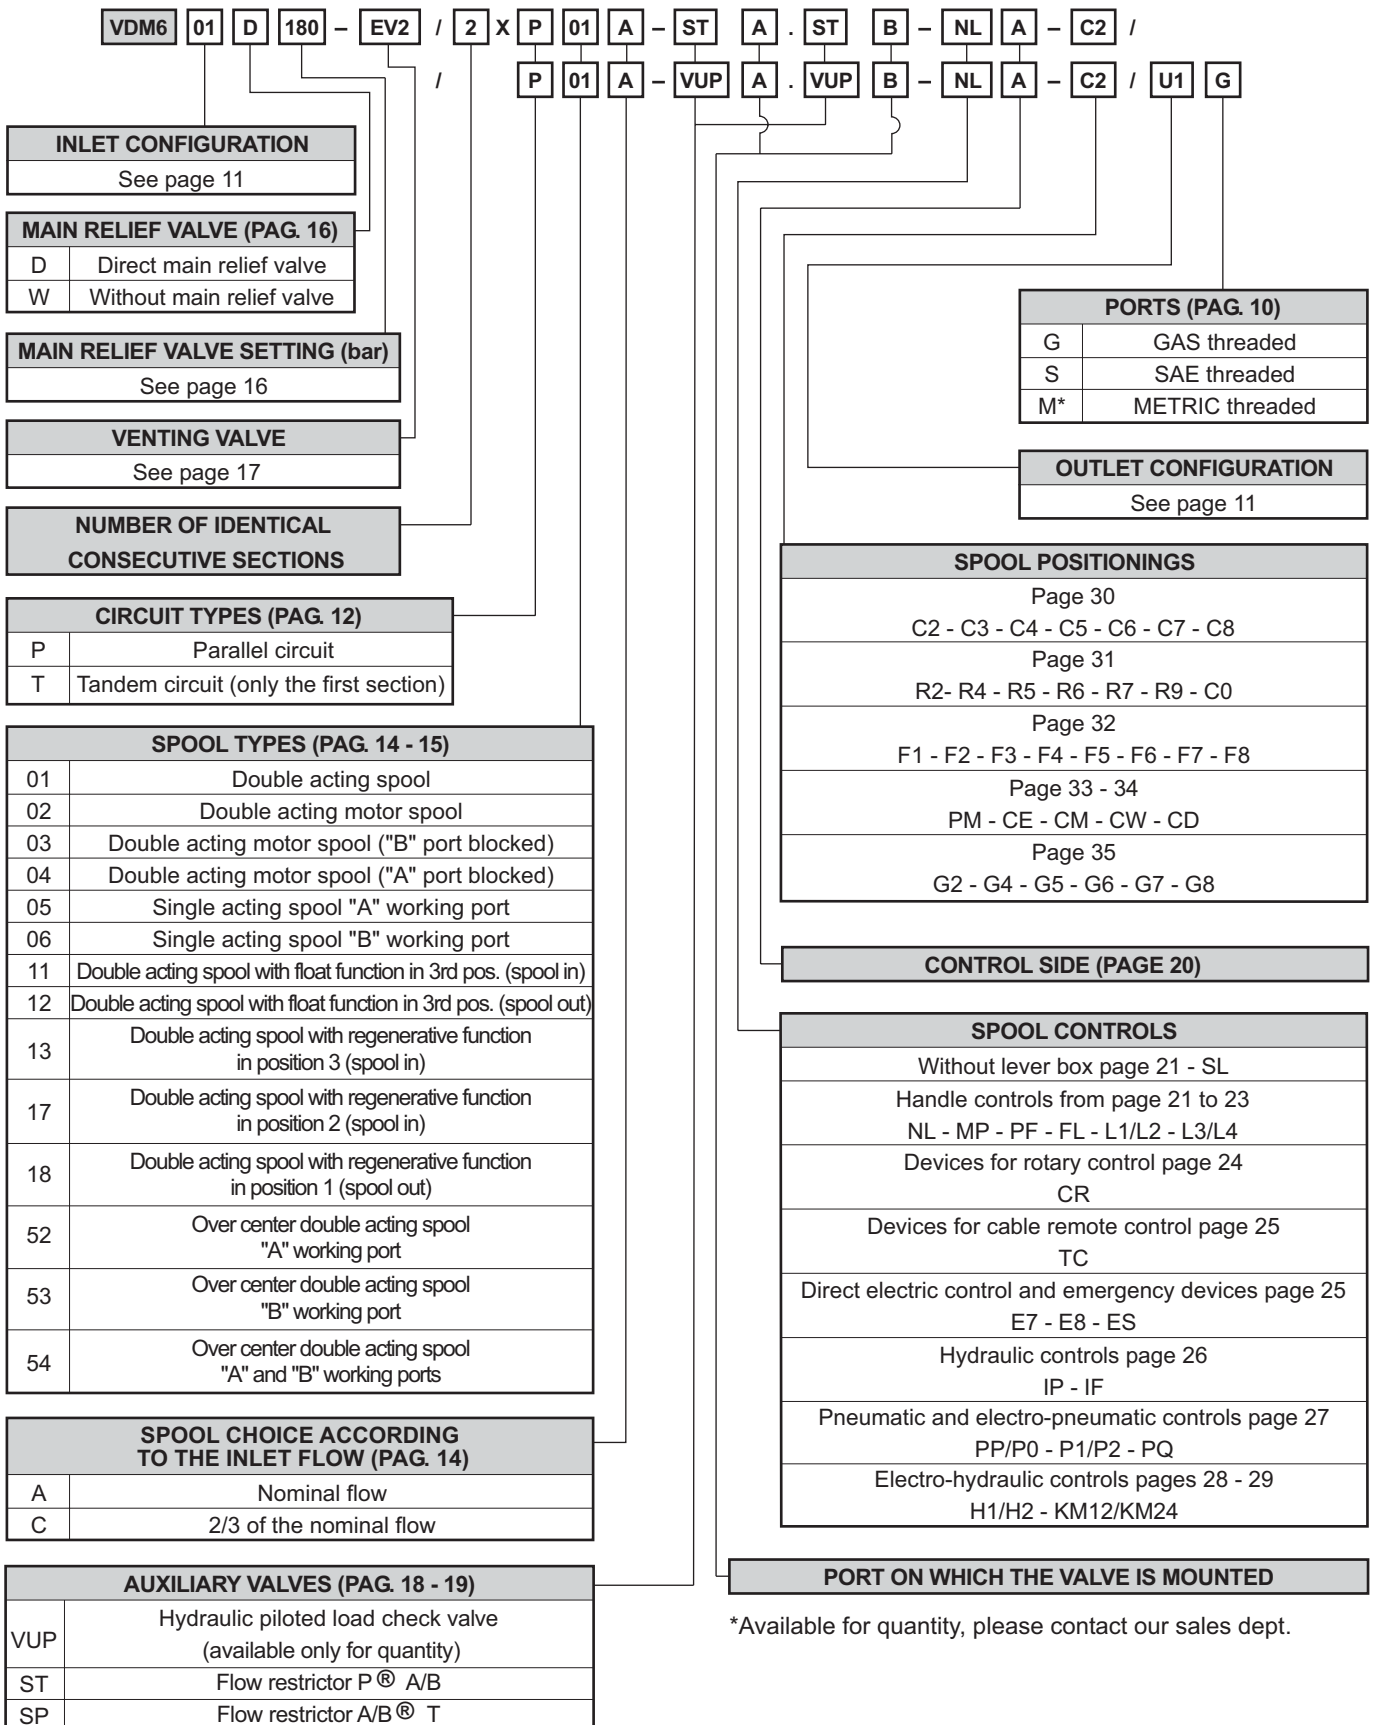 VDM6 01 D 180 – EV2 / 2 X P 01 A – ST A . ST B – NL A – C2 /
/ P 01 A – VUP A . VUP B – NL A – C2 / U1 G
INLET CONFIGURATION
See page 11
MAIN RELIEF VALVE (PAG. 16)
D Direct main relief valve
W Without main relief valve
MAIN RELIEF VALVE SETTING (bar)
See page 16
VENTING VALVE
See page 17
NUMBER OF IDENTICAL
CONSECUTIVE SECTIONS
CIRCUIT TYPES (PAG. 12)
P Parallel circuit
T Tandem circuit (only the first section)
SPOOL TYPES (PAG. 14 - 15)
01 Double acting spool
02 Double acting motor spool
03 Double acting motor spool ("B" port blocked)
04 Double acting motor spool ("A" port blocked)
05 Single acting spool "A" working port
06 Single acting spool "B" working port
11 Double acting spool with float function in 3rd pos. (spool in)
12 Double acting spool with float function in 3rd pos. (spool out)
13 Double acting spool with regenerative function
in position 3 (spool in)
17 Double acting spool with regenerative function
in position 2 (spool in)
18 Double acting spool with regenerative function
in position 1 (spool out)
52 Over center double acting spool
"A" working port
53 Over center double acting spool
"B" working port
54 Over center double acting spool
"A" and "B" working ports
SPOOL CHOICE ACCORDING
TO THE INLET FLOW (PAG. 14)
A Nominal flow
C 2/3 of the nominal flow
AUXILIARY VALVES (PAG. 18 - 19)
VUP Hydraulic piloted load check valve
(available only for quantity)
ST Flow restrictor P ® A/B
SP Flow restrictor A/B ® T
PORTS (PAG. 10)
G GAS threaded
S SAE threaded
M* METRIC threaded
OUTLET CONFIGURATION
See page 11
SPOOL POSITIONINGS
Page 30
C2 - C3 - C4 - C5 - C6 - C7 - C8
Page 31
R2- R4 - R5 - R6 - R7 - R9 - C0
Page 32
F1 - F2 - F3 - F4 - F5 - F6 - F7 - F8
Page 33 - 34
PM - CE - CM - CW - CD
Page 35
G2 - G4 - G5 - G6 - G7 - G8
CONTROL SIDE (PAGE 20)
SPOOL CONTROLS
Without lever box page 21 - SL
Handle controls from page 21 to 23
NL - MP - PF - FL - L1/L2 - L3/L4
Devices for rotary control page 24
CR
Devices for cable remote control page 25
TC
Direct electric control and emergency devices page 25
E7 - E8 - ES
Hydraulic controls page 26
IP - IF
Pneumatic and electro-pneumatic controls page 27
PP/P0 - P1/P2 - PQ
Electro-hydraulic controls pages 28 - 29
H1/H2 - KM12/KM24
PORT ON WHICH THE VALVE IS MOUNTED
*Available for quantity, please contact our sales dept.